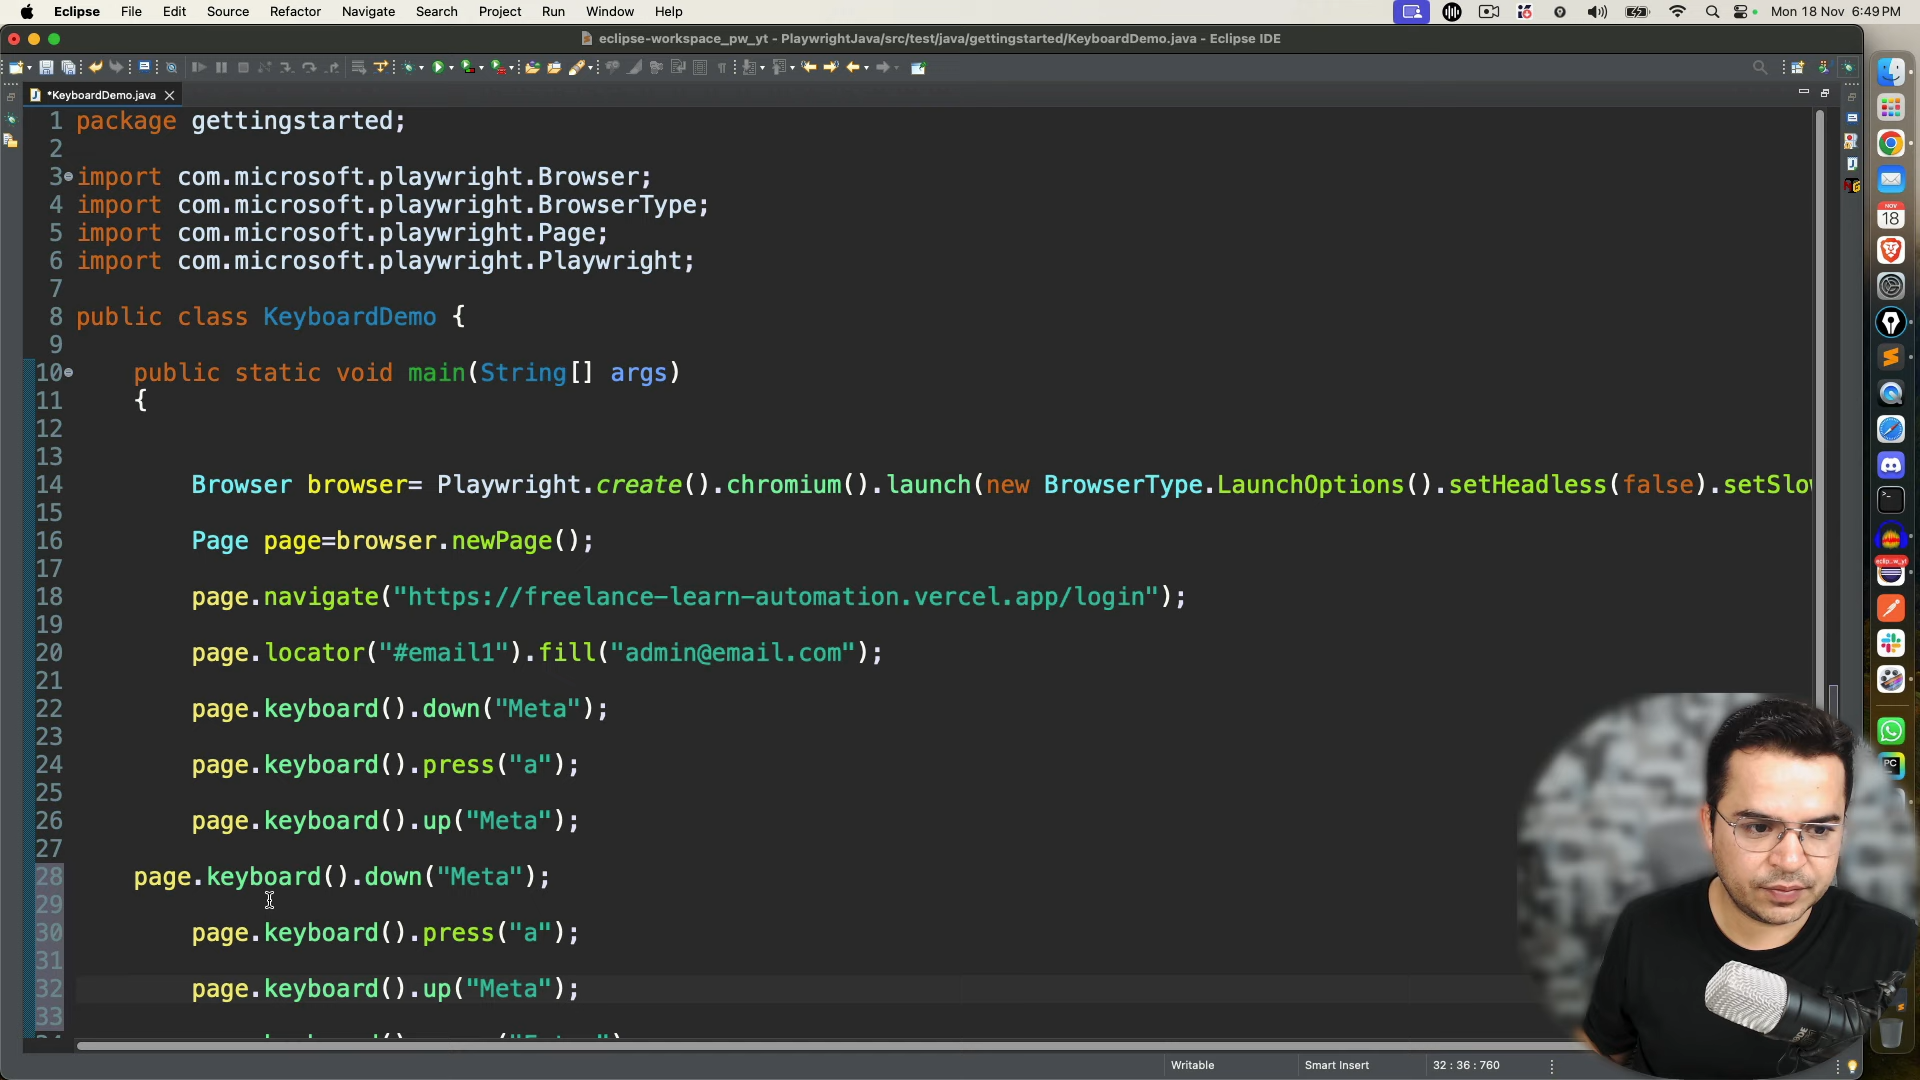 Eclipse File Edit Source Refactor Navigate Search Project Run Window Help Mon 18 Nov 6:49 PM
eclipse-workspace_pw_yt - PlaywrightJava/src/test/java/gettingstarted/KeyboardDemo.java - Eclipse IDE
*KeyboardDemo.java
1 package gettingstarted;
2
3 import com.microsoft.playwright.Browser;
4 import com.microsoft.playwright.BrowserType;
5 import com.microsoft.playwright.Page;
6 import com.microsoft.playwright.Playwright;
7
8 public class KeyboardDemo {
9
10 public static void main(String[] args)
11 {
12
13
14 Browser browser= Playwright.create().chromium().launch(new BrowserType.LaunchOptions().setHeadless(false).setSlow
15
16 Page page=browser.newPage();
17
18 page.navigate("https://freelance-learn-automation.vercel.app/login");
19
20 page.locator("#email1").fill("admin@email.com");
21
22 page.keyboard().down("Meta");
23
24 page.keyboard().press("a");
25
26 page.keyboard().up("Meta");
27
28 page.keyboard().down("Meta");
29
30 page.keyboard().press("a");
31
32 page.keyboard().up("Meta");
33
Writable Smart Insert 32 : 36 : 760
NOV
18
PC